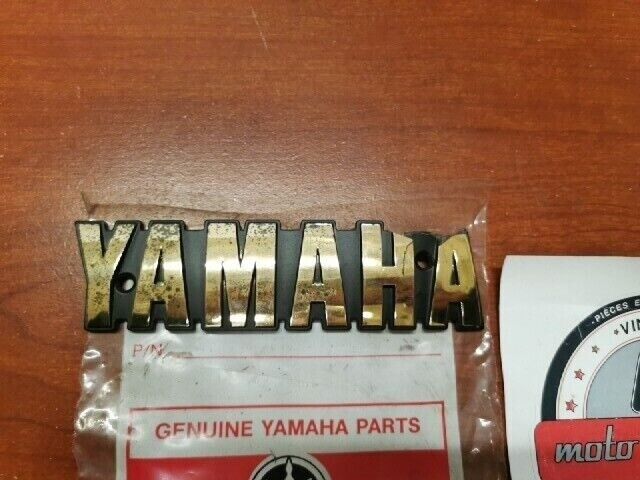 YAMAHA
P/N
GENUINE YAMAHA PARTS
PIÈCES
VIN
moto